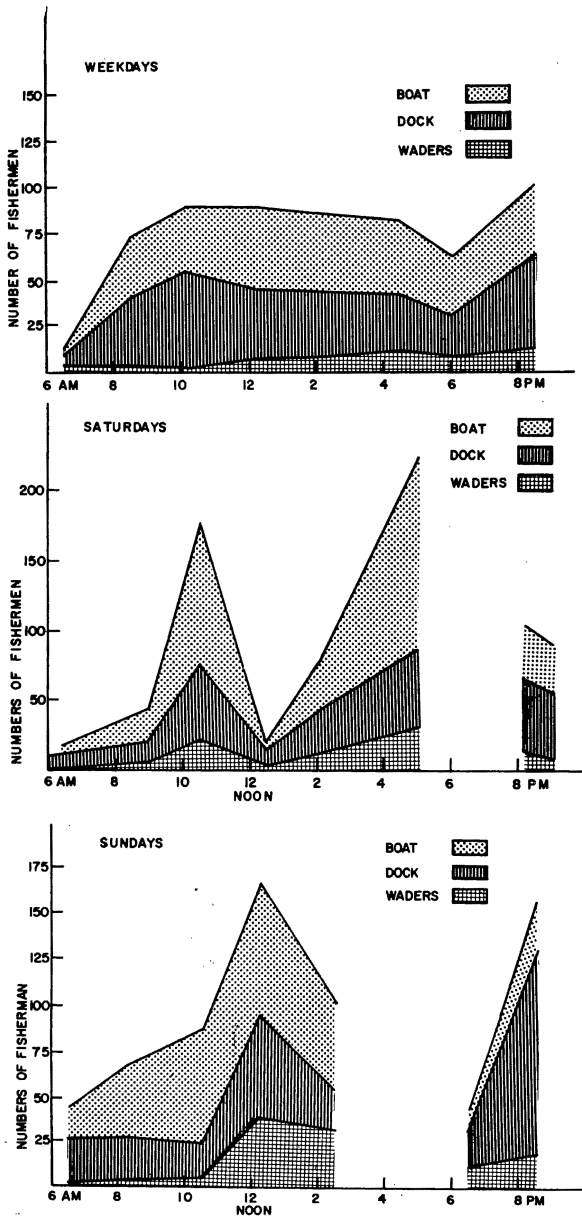 WEEKDAYS
BOAT
DOCK
WADERS
NUMBER OF FISHERMEN
150
125
100
75
50
25
6 AM 8 10 12 2 4 6 8 PM
SATURDAYS
BOAT
DOCK
WADERS
NUMBERS OF FISHERMEN
200
150
100
50
6 AM 8 10 NOON 2 4 6 8 PM
SUNDAYS
BOAT
DOCK
WADERS
NUMBERS OF FISHERMAN
175
150
125
100
75
50
25
6 AM 8 10 12 2 4 6 8 PM
NOON